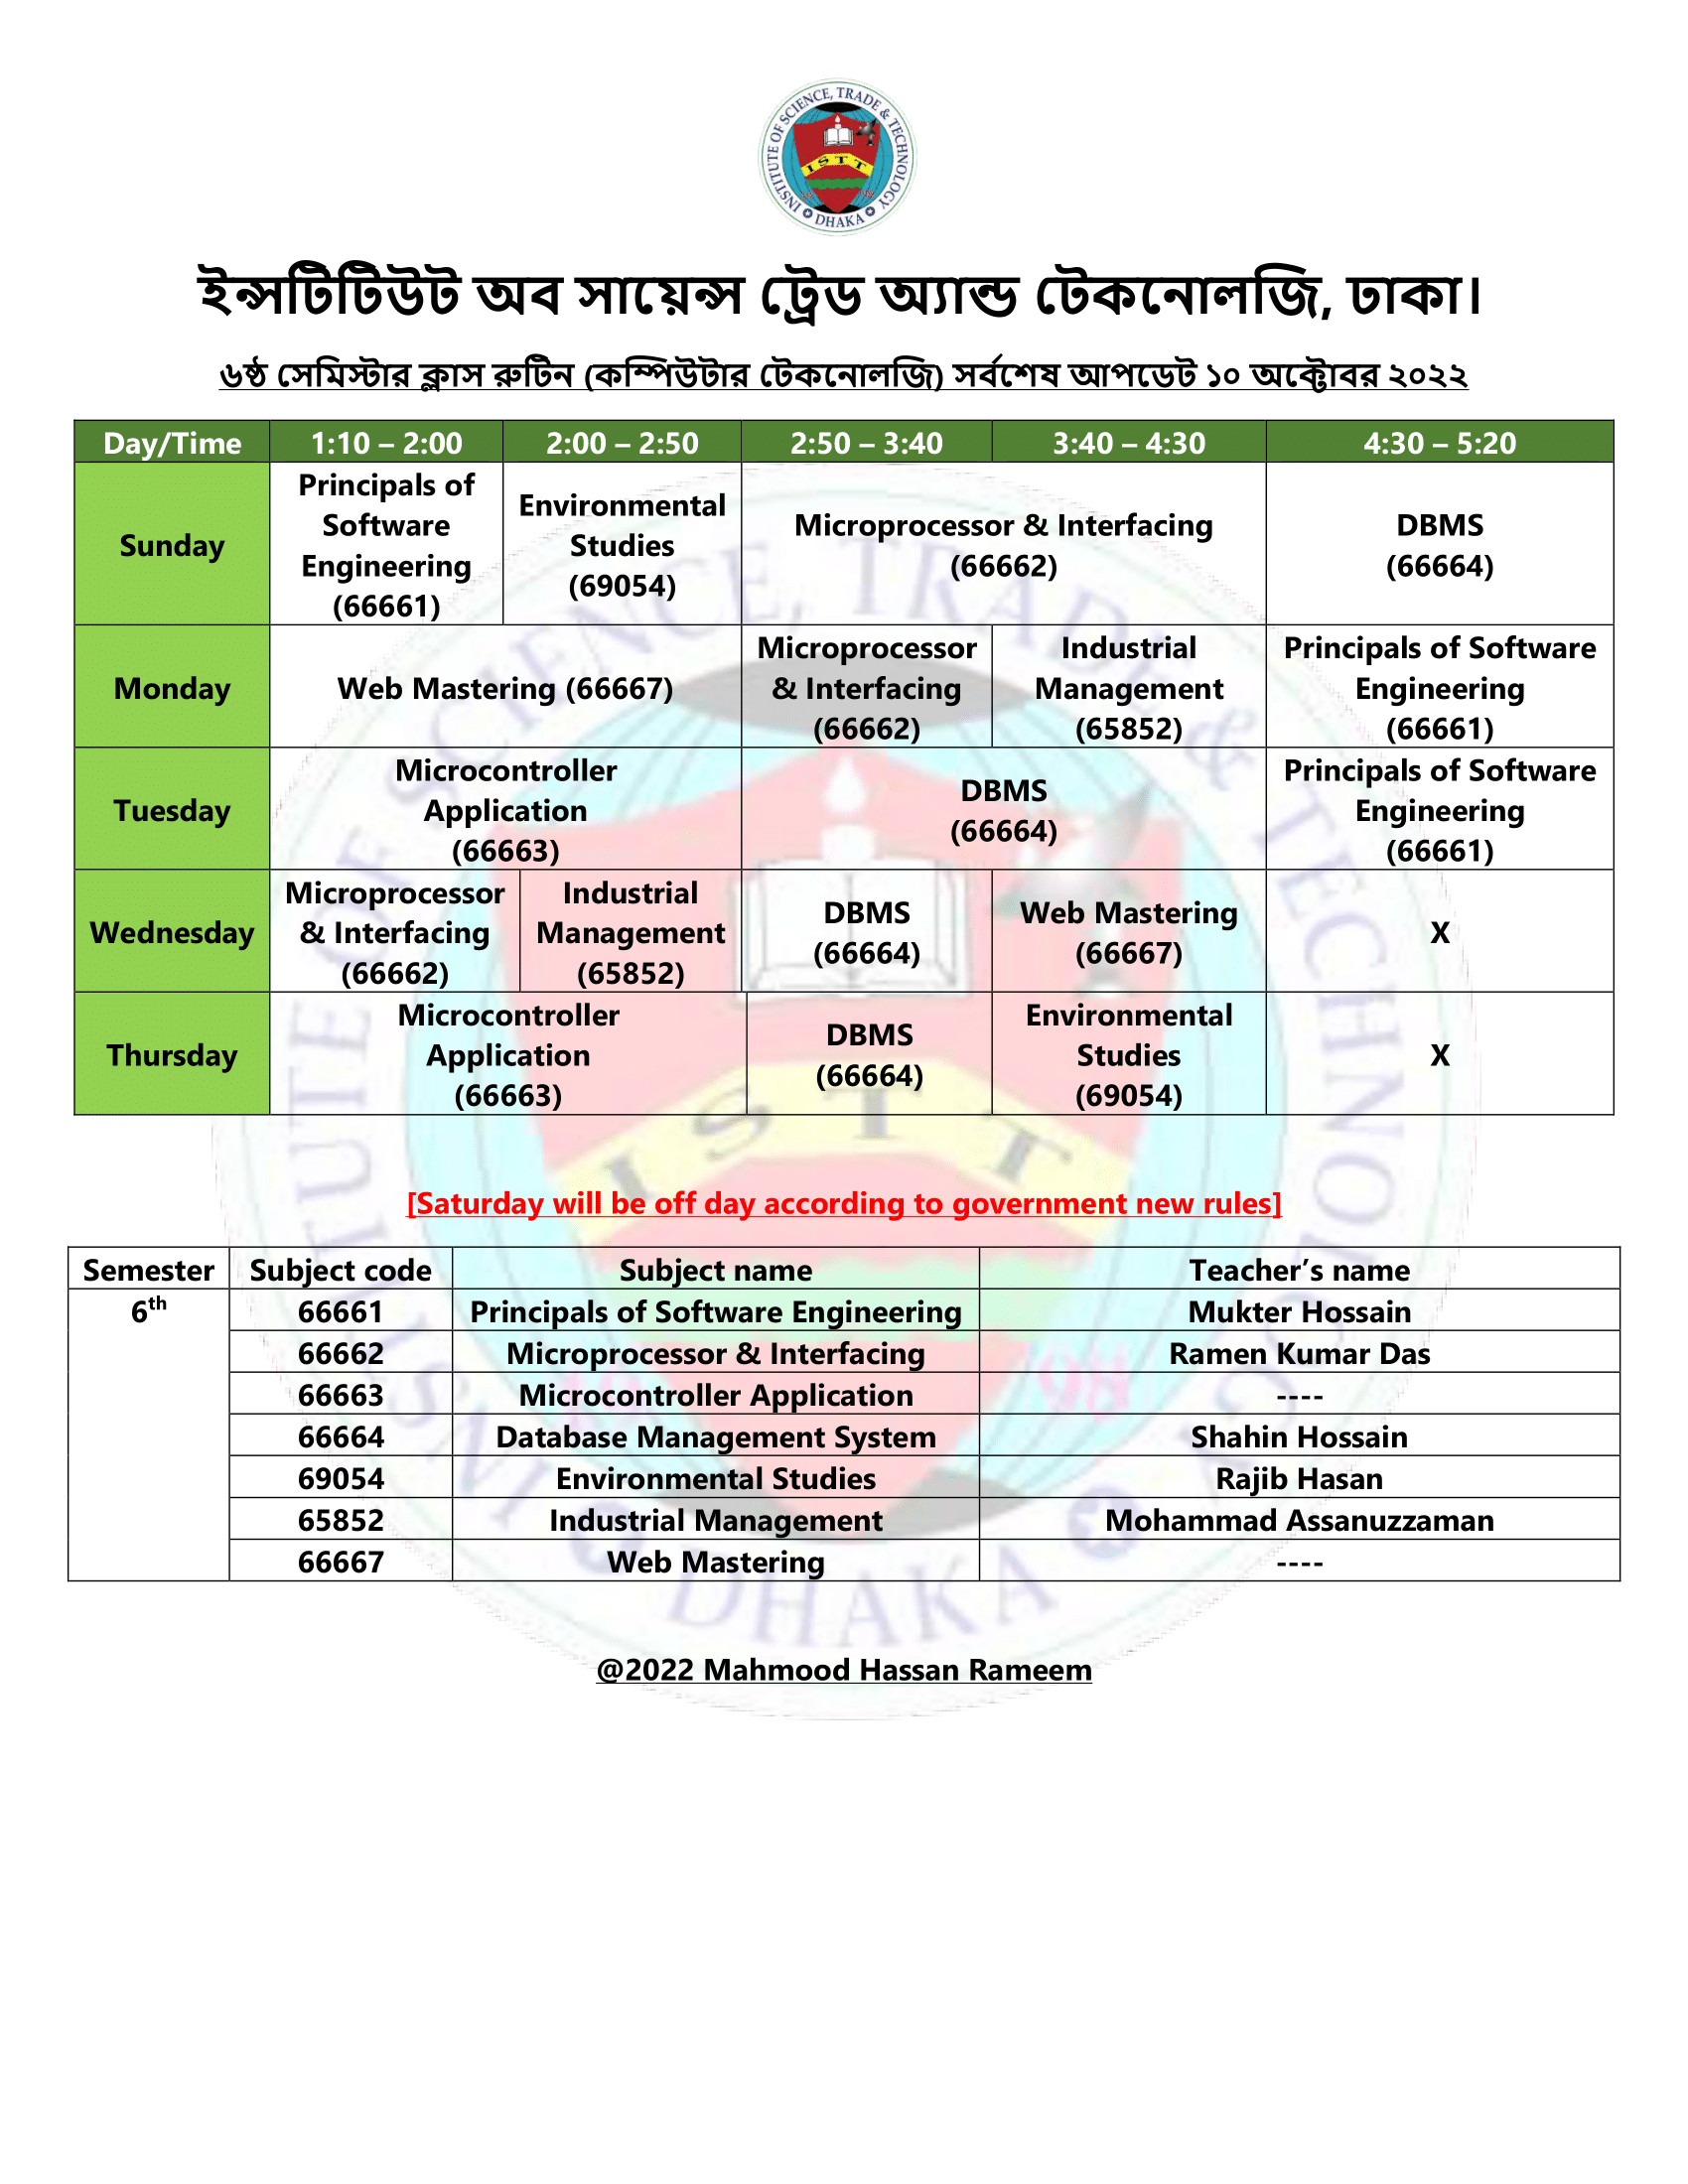 INSTITUTE OF SCIENCE, TRADE & TECHNOLOGY
ISTT
DHAKA
ইন্সটিটিউট অব সায়েন্স ট্রেড অ্যান্ড টেকনোলজি, ঢাকা।
৬ষ্ঠ সেমিস্টার ক্লাস রুটিন (কম্পিউটার টেকনোলজি) সর্বশেষ আপডেট ১০ অক্টোবর ২০২২
Day/Time 1:10 – 2:00 2:00 – 2:50 2:50 – 3:40 3:40 – 4:30 4:30 – 5:20
Sunday
Principals of
Software
Engineering
(66661)
Environmental
Studies
(69054)
Microprocessor & Interfacing
(66662)
DBMS
(66664)
Monday
Web Mastering (66667)
Microprocessor
& Interfacing
(66662)
Industrial
Management
(65852)
Principals of Software
Engineering
(66661)
Tuesday
Microcontroller
Application
(66663)
DBMS
(66664)
Principals of Software
Engineering
(66661)
Wednesday
Microprocessor
& Interfacing
(66662)
Industrial
Management
(65852)
DBMS
(66664)
Web Mastering
(66667)
X
Thursday
Microcontroller
Application
(66663)
DBMS
(66664)
Environmental
Studies
(69054)
X
[Saturday will be off day according to government new rules]
Semester Subject code Subject name Teacher’s name
6th 66661 Principals of Software Engineering Mukter Hossain
66662 Microprocessor & Interfacing Ramen Kumar Das
66663 Microcontroller Application ----
66664 Database Management System Shahin Hossain
69054 Environmental Studies Rajib Hasan
65852 Industrial Management Mohammad Assanuzzaman
66667 Web Mastering ----
@2022 Mahmood Hassan Rameem